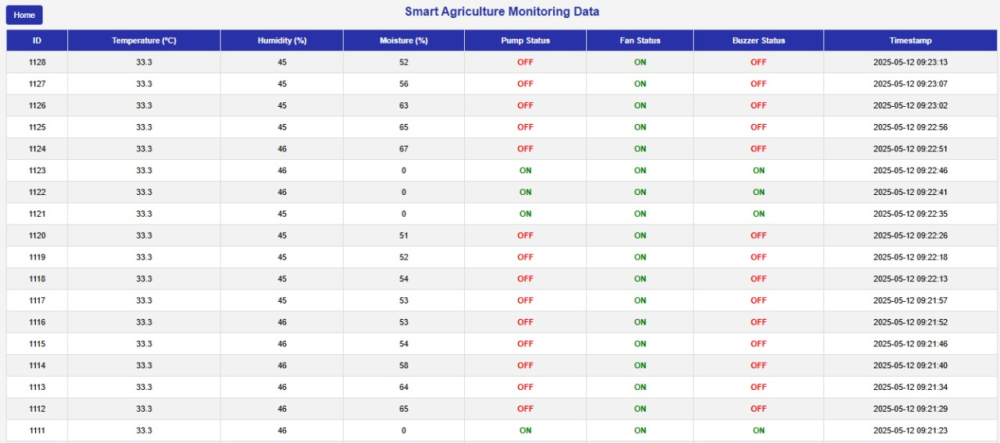 Home
Smart Agriculture Monitoring Data
ID Temperature (°C) Humidity (%) Moisture (%) Pump Status Fan Status Buzzer Status Timestamp
1128 33.3 45 52 OFF ON OFF 2025-05-12 09:23:13
1127 33.3 45 56 OFF ON OFF 2025-05-12 09:23:07
1126 33.3 45 63 OFF ON OFF 2025-05-12 09:23:02
1125 33.3 45 65 OFF ON OFF 2025-05-12 09:22:56
1124 33.3 46 67 OFF ON OFF 2025-05-12 09:22:51
1123 33.3 46 0 ON ON ON 2025-05-12 09:22:46
1122 33.3 46 0 ON ON ON 2025-05-12 09:22:41
1121 33.3 45 0 ON ON ON 2025-05-12 09:22:35
1120 33.3 45 51 OFF ON OFF 2025-05-12 09:22:26
1119 33.3 45 52 OFF ON OFF 2025-05-12 09:22:18
1118 33.3 45 54 OFF ON OFF 2025-05-12 09:22:13
1117 33.3 45 53 OFF ON OFF 2025-05-12 09:21:57
1116 33.3 46 53 OFF ON OFF 2025-05-12 09:21:52
1115 33.3 46 54 OFF ON OFF 2025-05-12 09:21:46
1114 33.3 46 58 OFF ON OFF 2025-05-12 09:21:40
1113 33.3 46 64 OFF ON OFF 2025-05-12 09:21:34
1112 33.3 46 65 OFF ON OFF 2025-05-12 09:21:29
1111 33.3 46 0 ON ON ON 2025-05-12 09:21:23